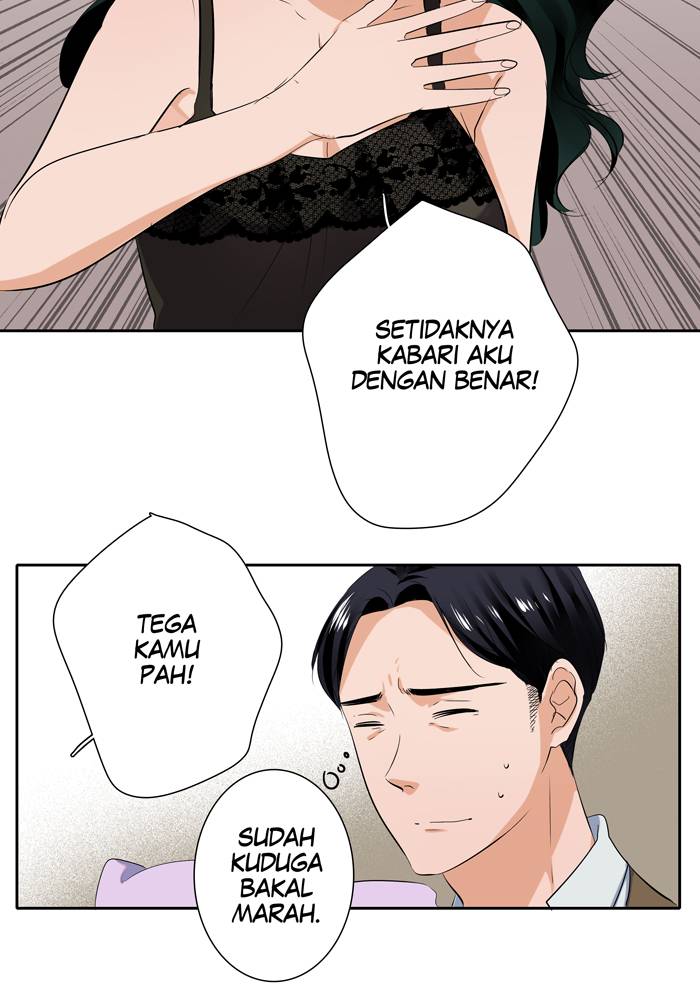 SETIDAKNYA
KABARI AKU
DENGAN BENAR!
TEGA
KAMU
PAH!
SUDAH
KUDUGA
BAKAL
MARAH.